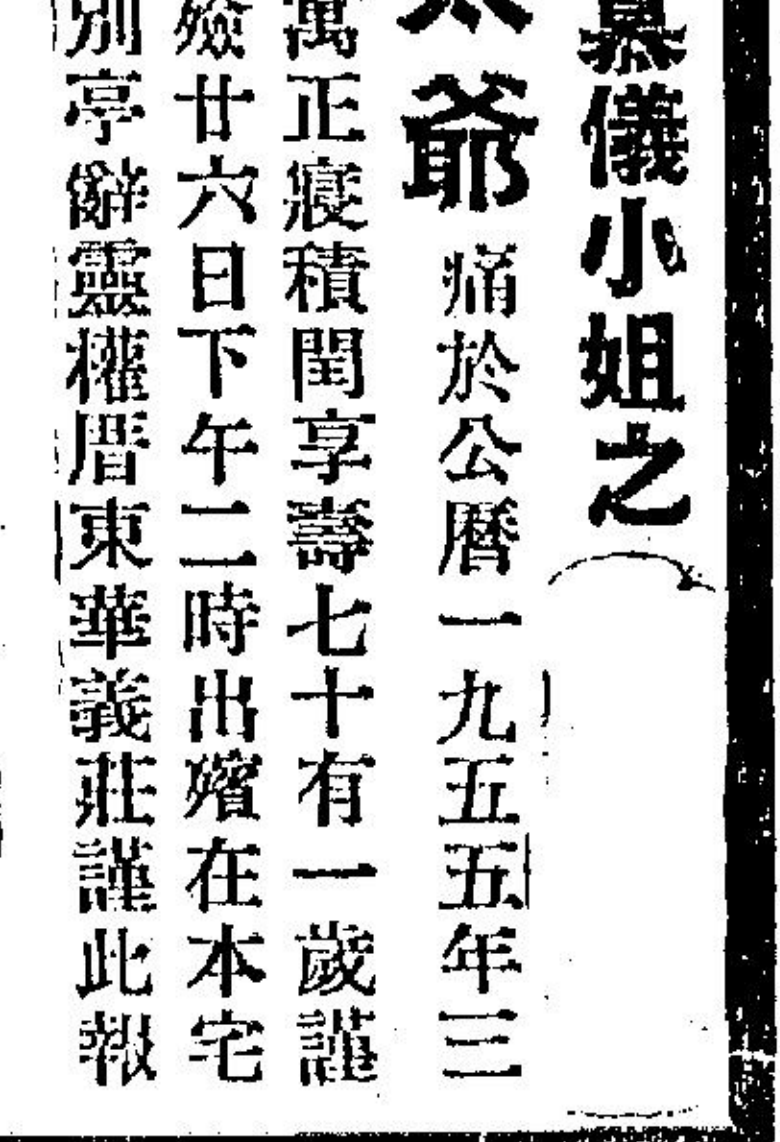 慕儀小姐之
太爺痛於公曆一九五五年三
寓正寢積閏享壽七十有一歲謹
殮廿六日下午二時出殯在本宅
別亭辭靈權厝東華義莊謹此報